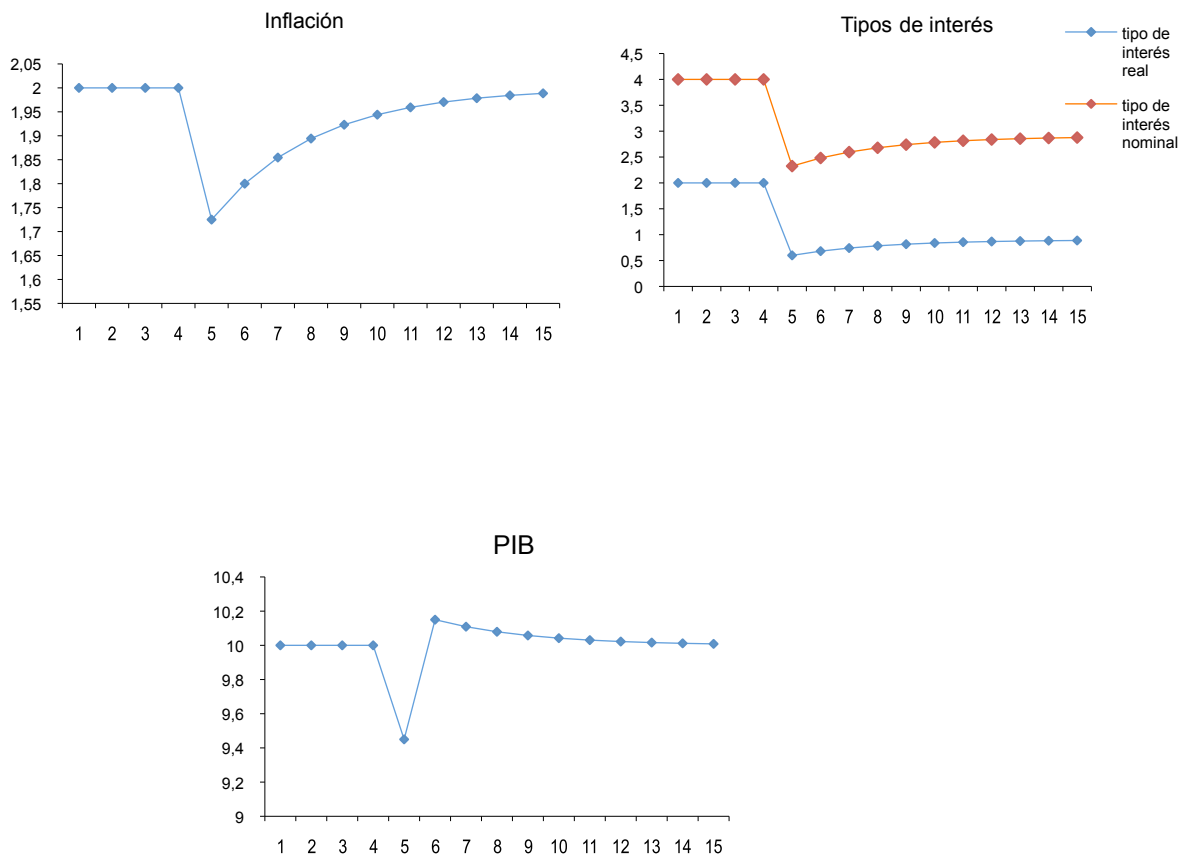 Inflación
2,05
2
1,95
1,9
1,85
1,8
1,75
1,7
1,65
1,6
1,55
1 2 3 4 5 6 7 8 9 10 11 12 13 14 15
Tipos de interés
4,5
4
3,5
3
2,5
2
1,5
1
0,5
0
1 2 3 4 5 6 7 8 9 10 11 12 13 14 15
tipo de
interés
real
tipo de
interés
nominal
PIB
10,4
10,2
10
9,8
9,6
9,4
9,2
9
1 2 3 4 5 6 7 8 9 10 11 12 13 14 15